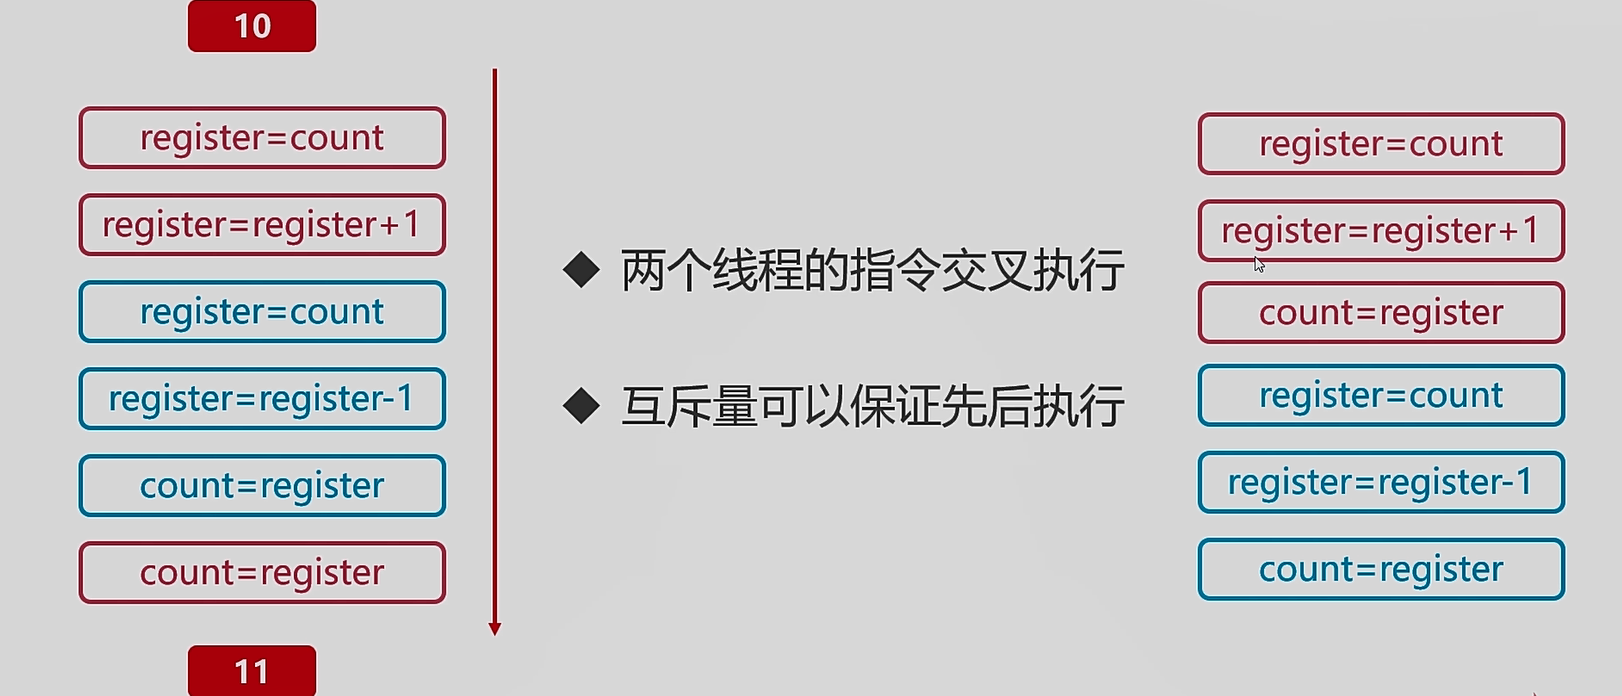 10
register=count
register=register+1
register=count
register=register-1
count=register
count=register
11
◆ 两个线程的指令交叉执行
◆ 互斥量可以保证先后执行
register=count
register=register+1
count=register
register=count
register=register-1
count=register